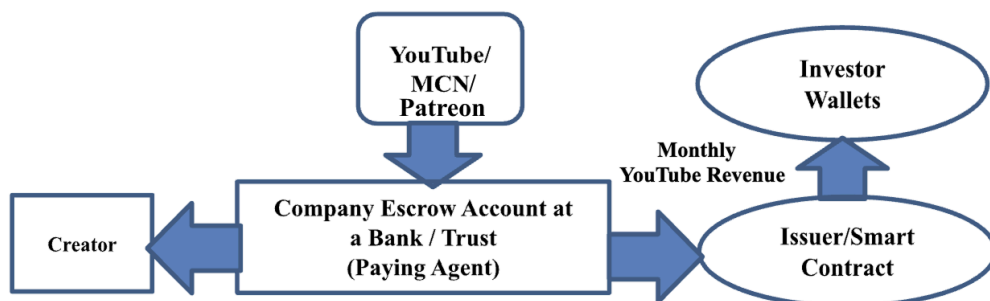 YouTube/
MCN/
Patreon
Investor
Wallets
Monthly
YouTube Revenue
Creator
Company Escrow Account at
a Bank / Trust
(Paying Agent)
Issuer/Smart
Contract